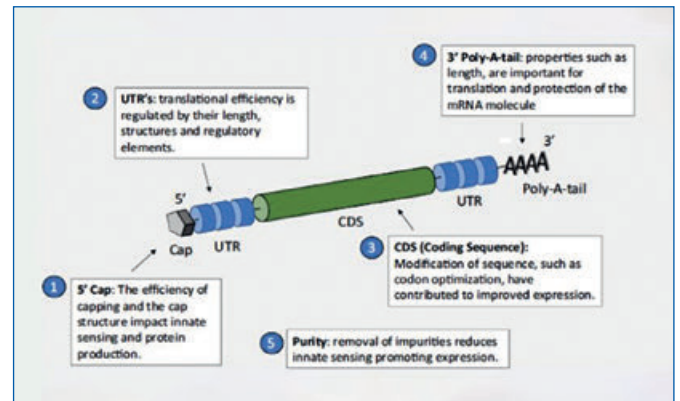 4
3' Poly-A-tail: properties such as
length, are important for
translation and protection of the
mRNA molecule
2
UTR's: translational efficiency is
regulated by their length,
structures and regulatory
elements.
5'
Cap
UTR
CDS
UTR
AAAA
3'
Poly-A-tail
3
CDS (Coding Sequence):
Modification of sequence, such as
codon optimization, have
contributed to improved expression.
1
5' Cap: The efficiency of
capping and the cap
structure impact innate
sensing and protein
production.
5
Purity: removal of impurities reduces
innate sensing promoting expression.